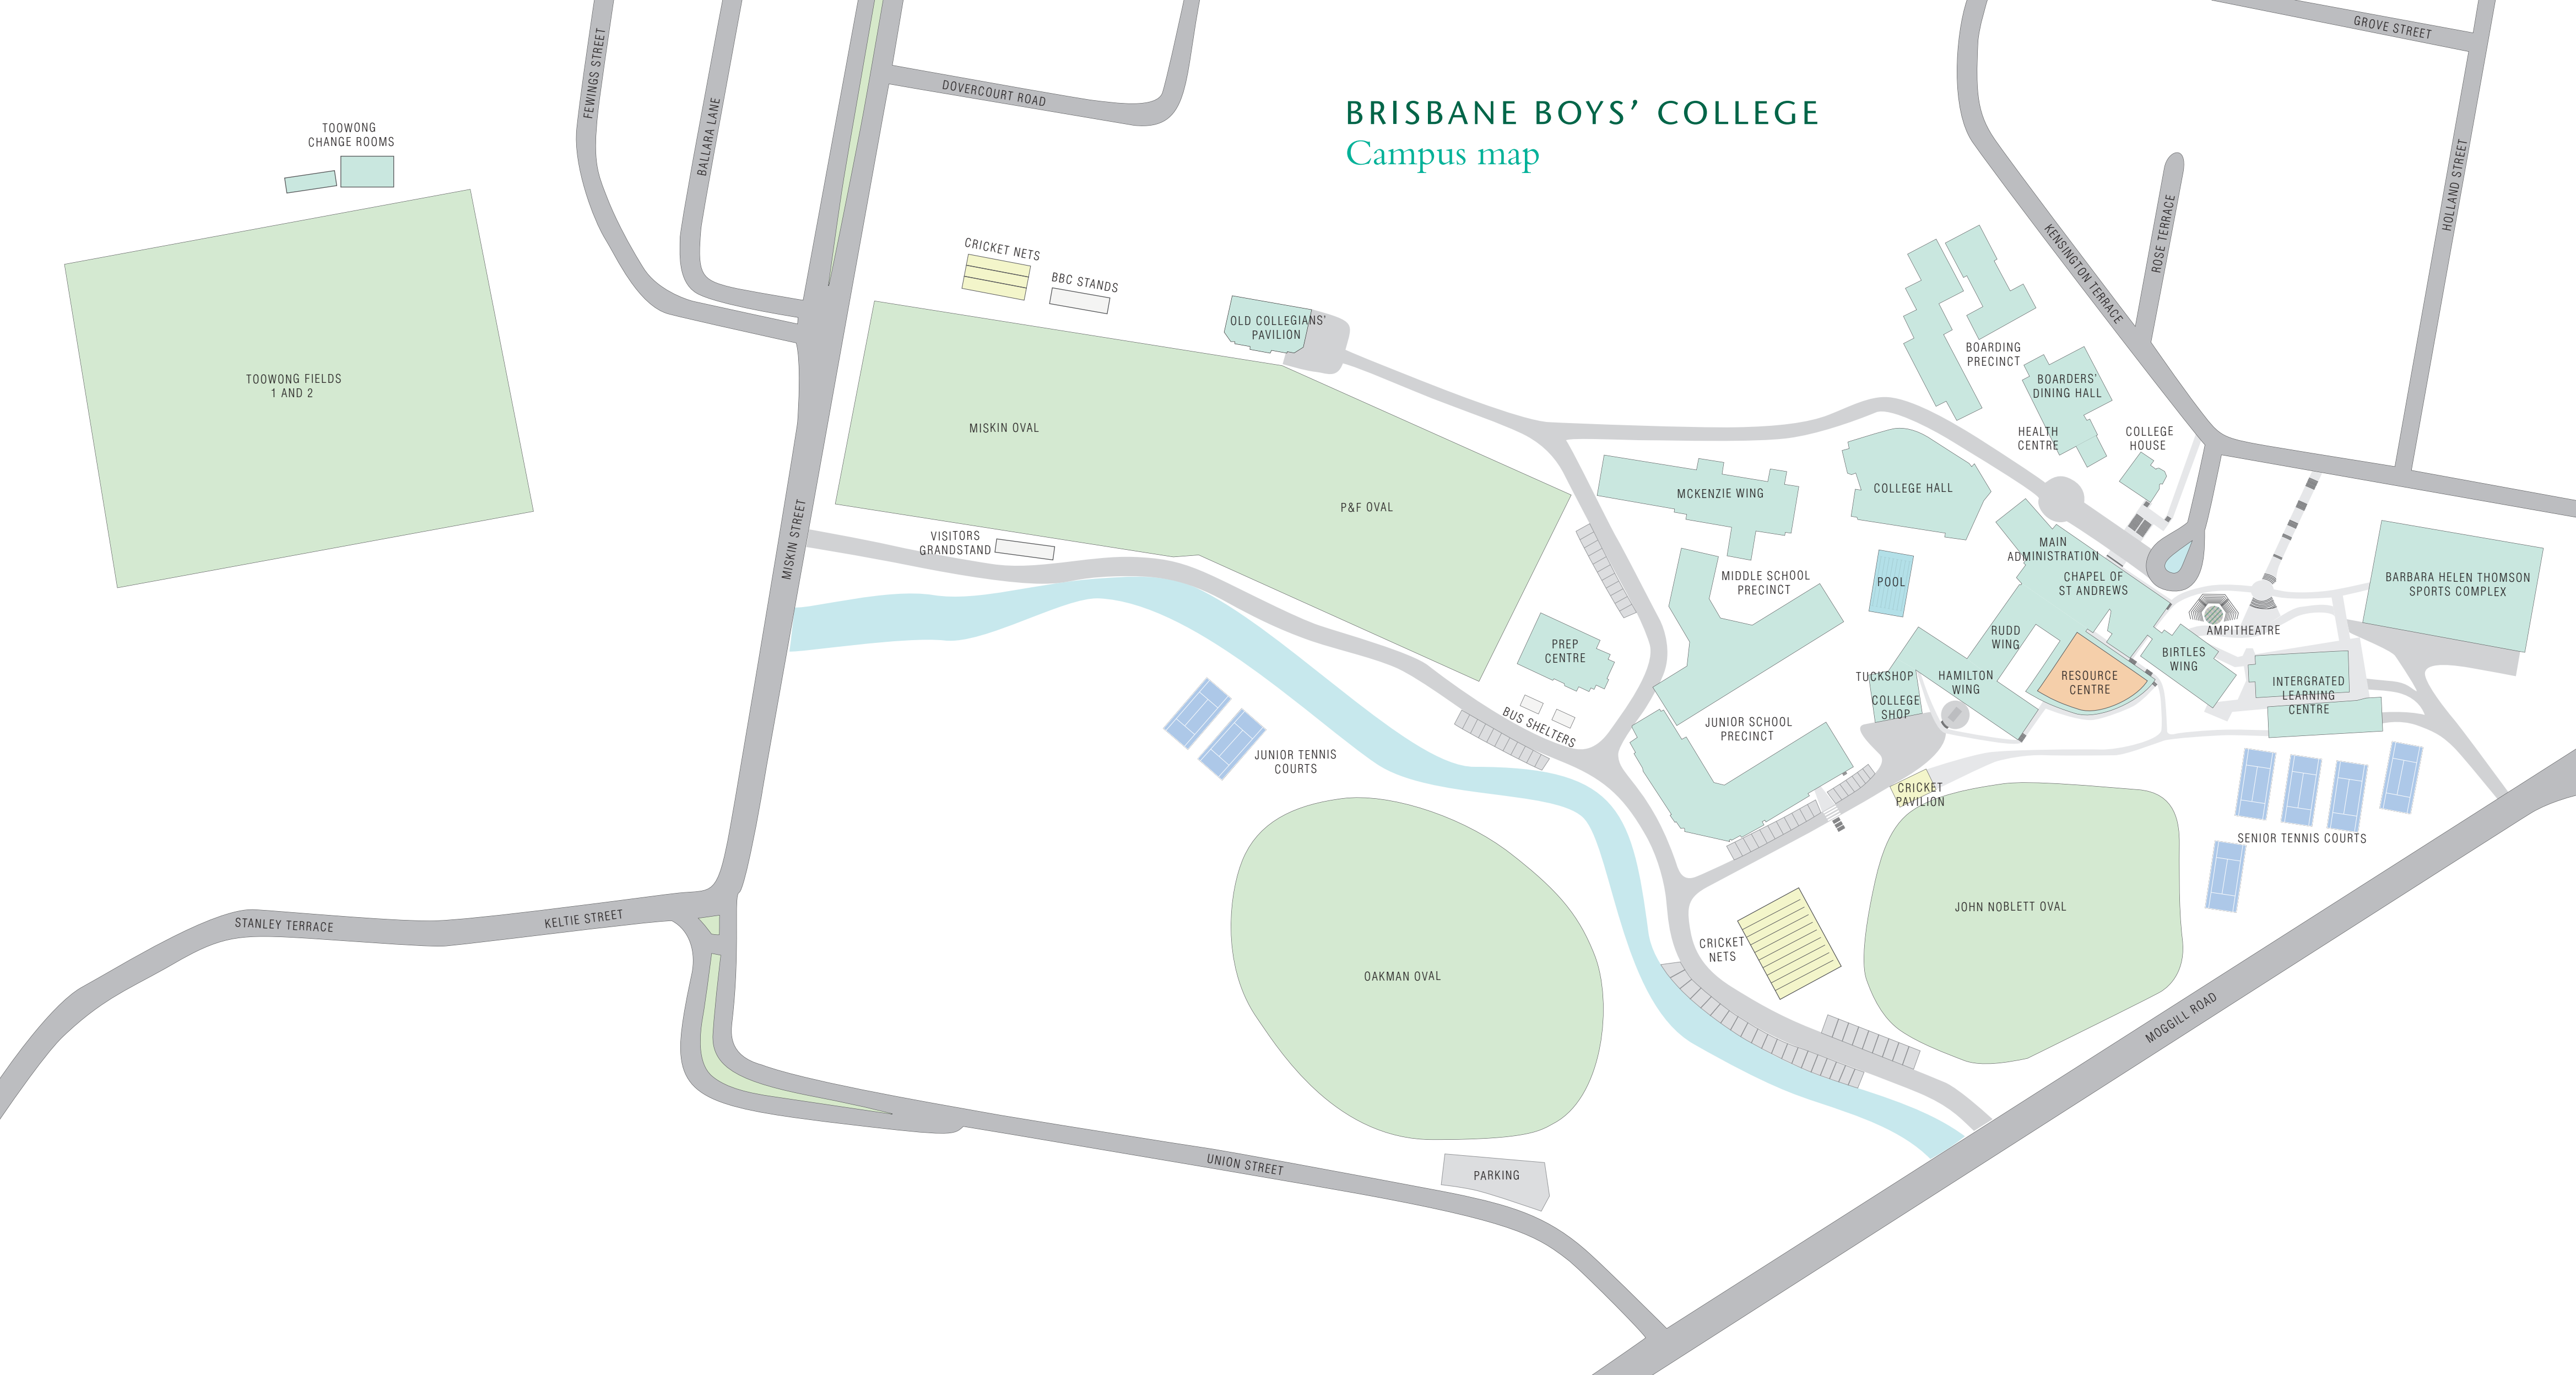 BRISBANE BOYS’ COLLEGE
Campus map
GROVE STREET
FEWINGS STREET
BALLARA LANE
DOVERCOURT ROAD
TOOWONG
CHANGE ROOMS
KENSINGTON TERRACE
ROSE TERRACE
HOLLAND STREET
CRICKET NETS
BBC STANDS
OLD COLLEGIANS’
PAVILION
BOARDING
PRECINCT
BOARDERS’
DINING HALL
TOOWONG FIELDS
1 AND 2
MISKIN OVAL
HEALTH
CENTRE
COLLEGE
HOUSE
P&F OVAL
MCKENZIE WING
COLLEGE HALL
MISKIN STREET
VISITORS
GRANDSTAND
MAIN
ADMINISTRATION
MIDDLE SCHOOL
PRECINCT
POOL
CHAPEL OF
ST ANDREWS
BARBARA HELEN THOMSON
SPORTS COMPLEX
AMPITHEATRE
PREP
CENTRE
RUDD
WING
BIRTLES
WING
TUCKSHOP
HAMILTON
WING
RESOURCE
CENTRE
INTERGRATED
LEARNING
CENTRE
COLLEGE
SHOP
BUS SHELTERS
JUNIOR SCHOOL
PRECINCT
JUNIOR TENNIS
COURTS
CRICKET
PAVILION
SENIOR TENNIS COURTS
JOHN NOBLETT OVAL
STANLEY TERRACE
KELTIE STREET
CRICKET
NETS
OAKMAN OVAL
MOGGILL ROAD
UNION STREET
PARKING